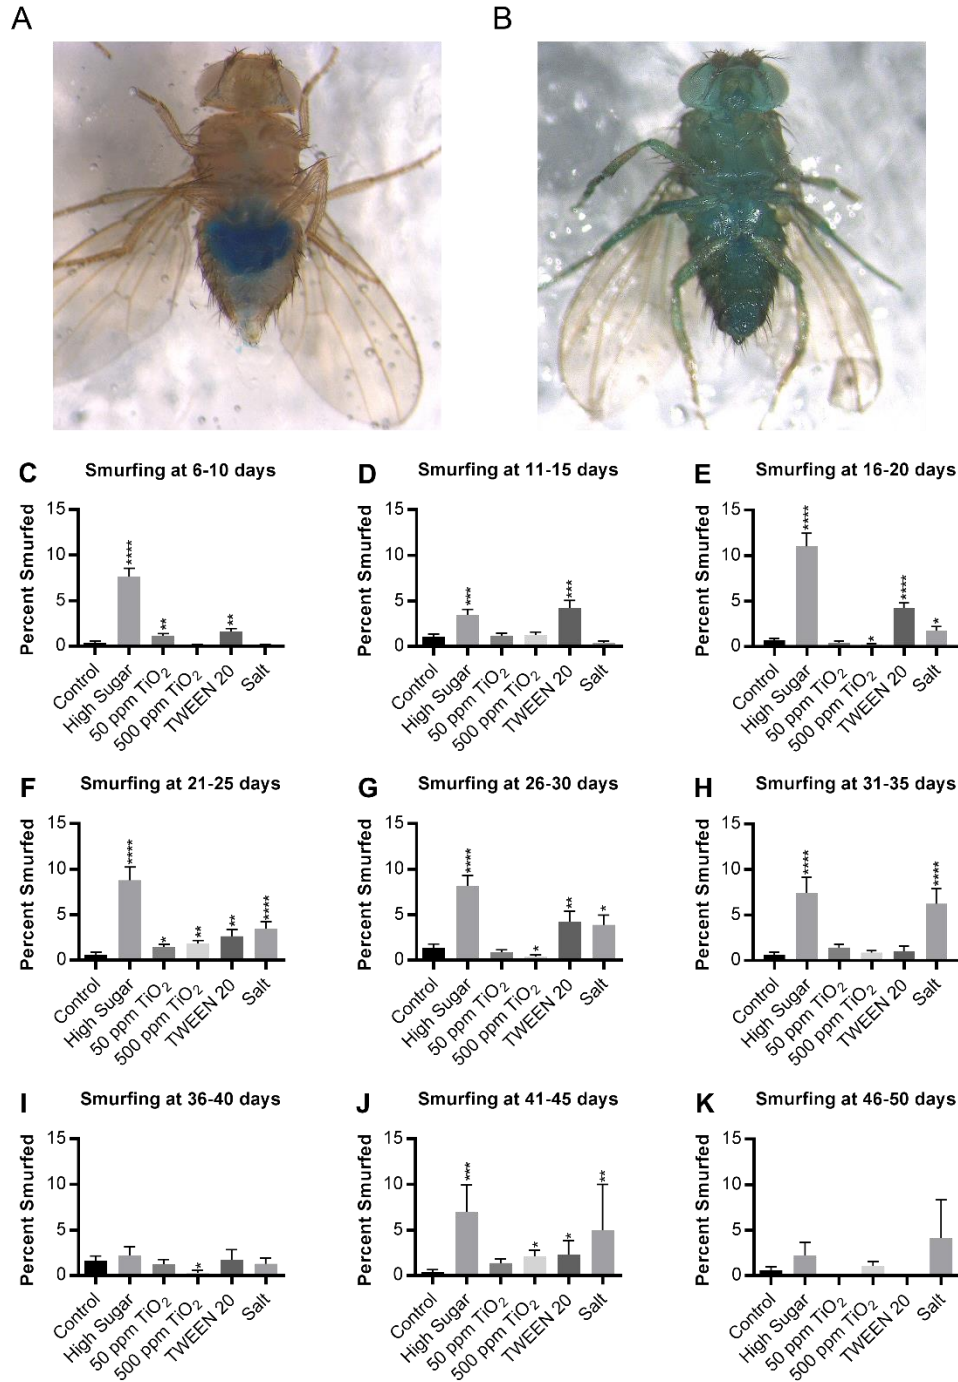 A
B
C Smurfing at 6-10 days
Percent Smurfed
15
10
5
0
****
**
**
Control
High Sugar
50 ppm TiO2
500 ppm TiO2
TWEEN 20
Salt
D Smurfing at 11-15 days
Percent Smurfed
15
10
5
0
***
***
Control
High Sugar
50 ppm TiO2
500 ppm TiO2
TWEEN 20
Salt
E Smurfing at 16-20 days
Percent Smurfed
15
10
5
0
****
*
****
*
Control
High Sugar
50 ppm TiO2
500 ppm TiO2
TWEEN 20
Salt
F Smurfing at 21-25 days
Percent Smurfed
15
10
5
0
****
*
**
**
****
Control
High Sugar
50 ppm TiO2
500 ppm TiO2
TWEEN 20
Salt
G Smurfing at 26-30 days
Percent Smurfed
15
10
5
0
****
*
**
*
Control
High Sugar
50 ppm TiO2
500 ppm TiO2
TWEEN 20
Salt
H Smurfing at 31-35 days
Percent Smurfed
15
10
5
0
****
****
Control
High Sugar
50 ppm TiO2
500 ppm TiO2
TWEEN 20
Salt
I Smurfing at 36-40 days
Percent Smurfed
15
10
5
0
*
Control
High Sugar
50 ppm TiO2
500 ppm TiO2
TWEEN 20
Salt
J Smurfing at 41-45 days
Percent Smurfed
15
10
5
0
***
*
*
**
Control
High Sugar
50 ppm TiO2
500 ppm TiO2
TWEEN 20
Salt
K Smurfing at 46-50 days
Percent Smurfed
15
10
5
0
Control
High Sugar
50 ppm TiO2
500 ppm TiO2
TWEEN 20
Salt